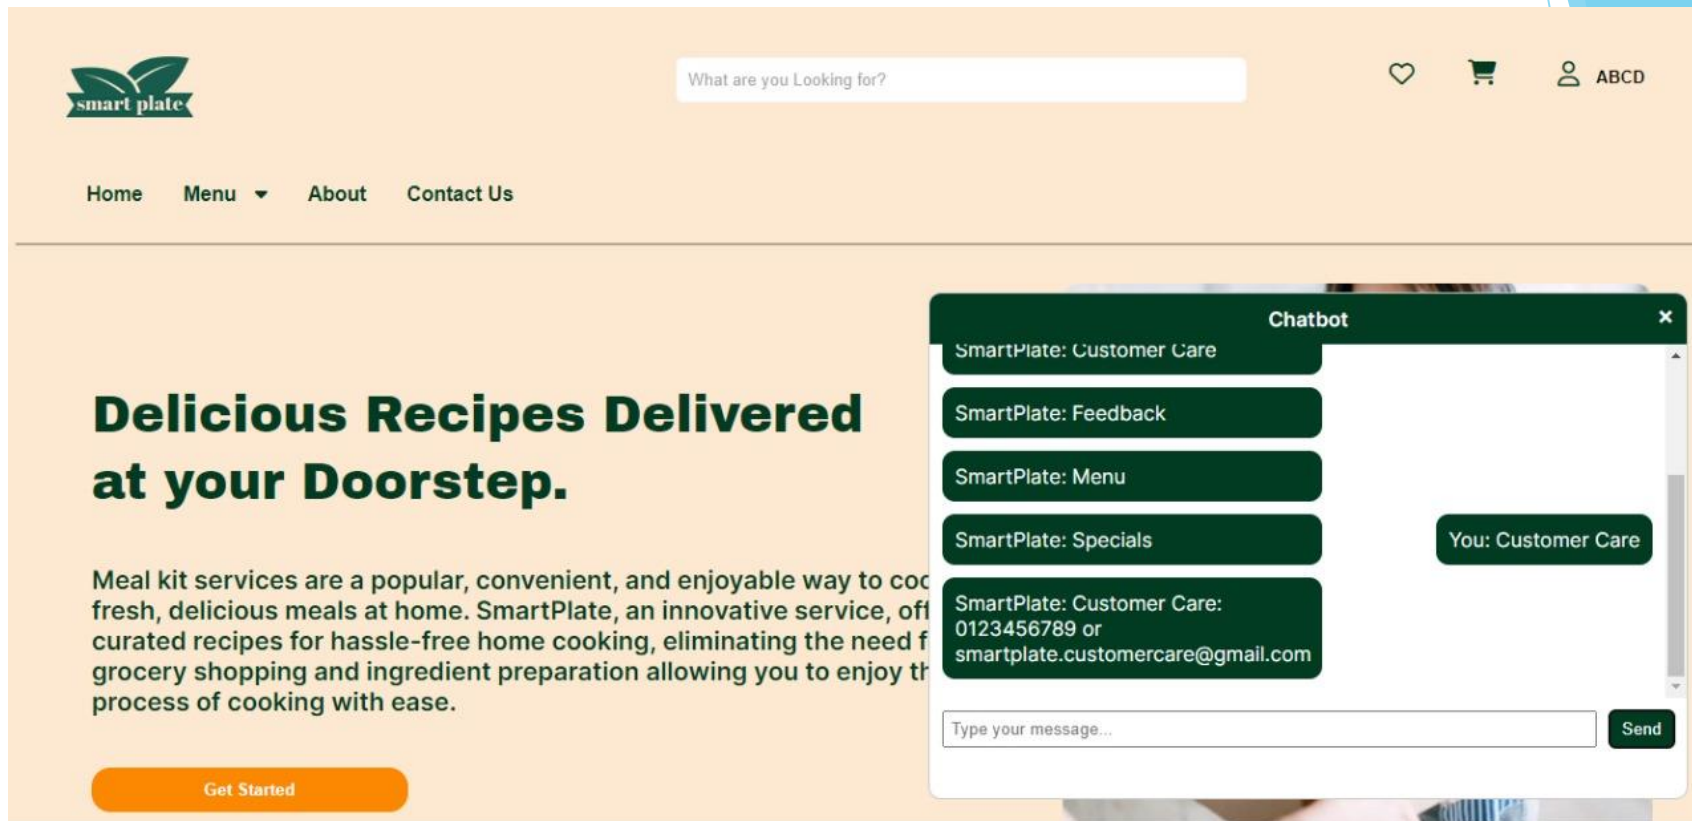 smart plate
What are you Looking for?
ABCD
Home Menu About Contact Us
Delicious Recipes Delivered
at your Doorstep.
Meal kit services are a popular, convenient, and enjoyable way to
fresh, delicious meals at home. SmartPlate, an innovative service,
curated recipes for hassle-free home cooking, eliminating the need
grocery shopping and ingredient preparation allowing you to enjoy
process of cooking with ease.
Get Started
Chatbot
SmartPlate: Customer Care
SmartPlate: Feedback
SmartPlate: Menu
SmartPlate: Specials
You: Customer Care
SmartPlate: Customer Care:
0123456789 or
smartplate.customercare@gmail.com
Type your message...
Send